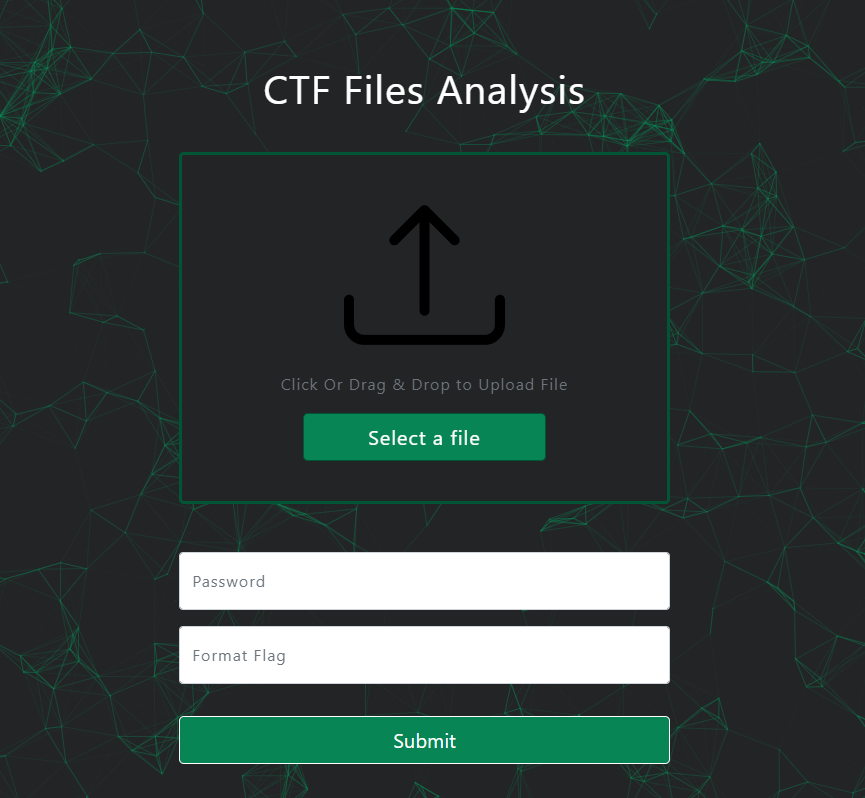 CTF Files Analysis
Click Or Drag & Drop to Upload File
Select a file
Password
Format Flag
Submit